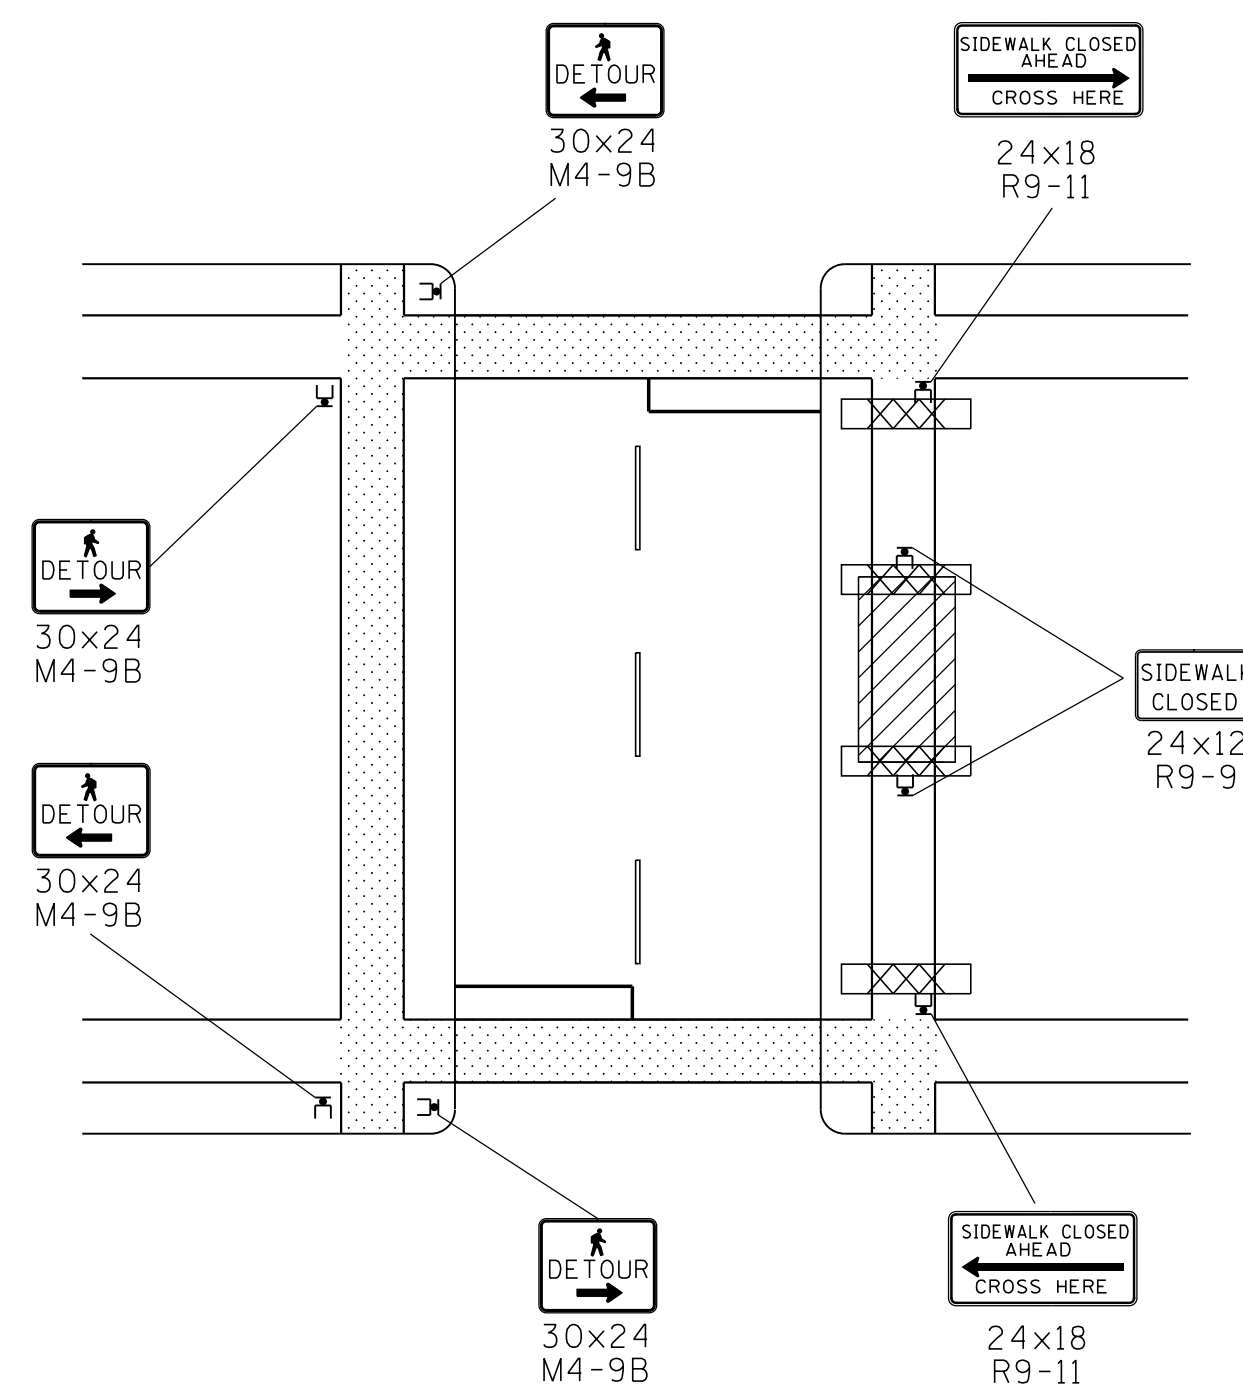 DETOUR
30x24
M4-9B
SIDEWALK CLOSED
AHEAD
CROSS HERE
24x18
R9-11
DETOUR
30x24
M4-9B
SIDEWALK
CLOSED
24x12
R9-9
DETOUR
30x24
M4-9B
DETOUR
30x24
M4-9B
SIDEWALK CLOSED
AHEAD
CROSS HERE
24x18
R9-11